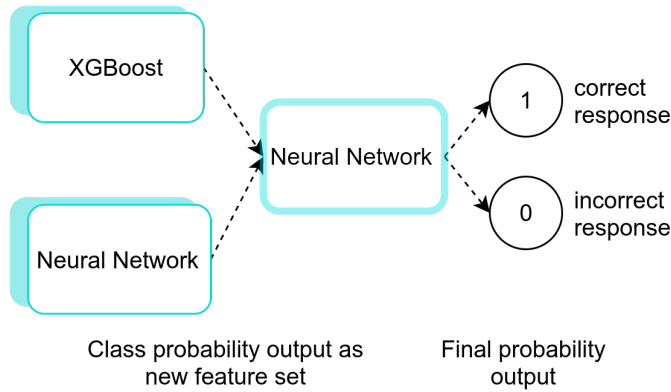 XGBoost
Neural Network
Neural Network
1
correct
response
0
incorrect
response
Class probability output as
new feature set
Final probability
output